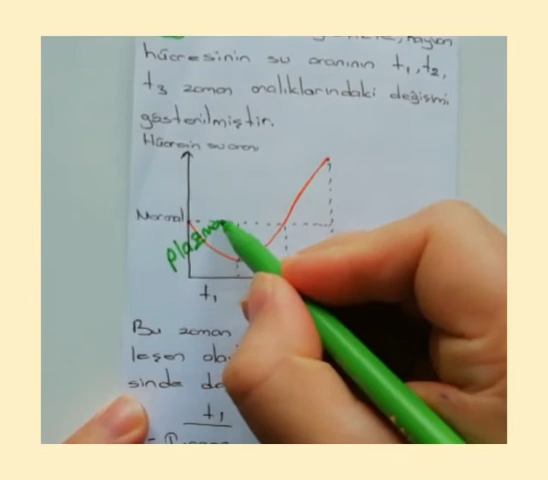 hayvan
hücresinin su oranının t₁, t₂,
t₃ zaman aralıklarındaki değişimi
gösterilmiştir.
Hücrenin su oranı
Normal
plazmo
t₁
Bu zaman
leşen
sinde
t₁